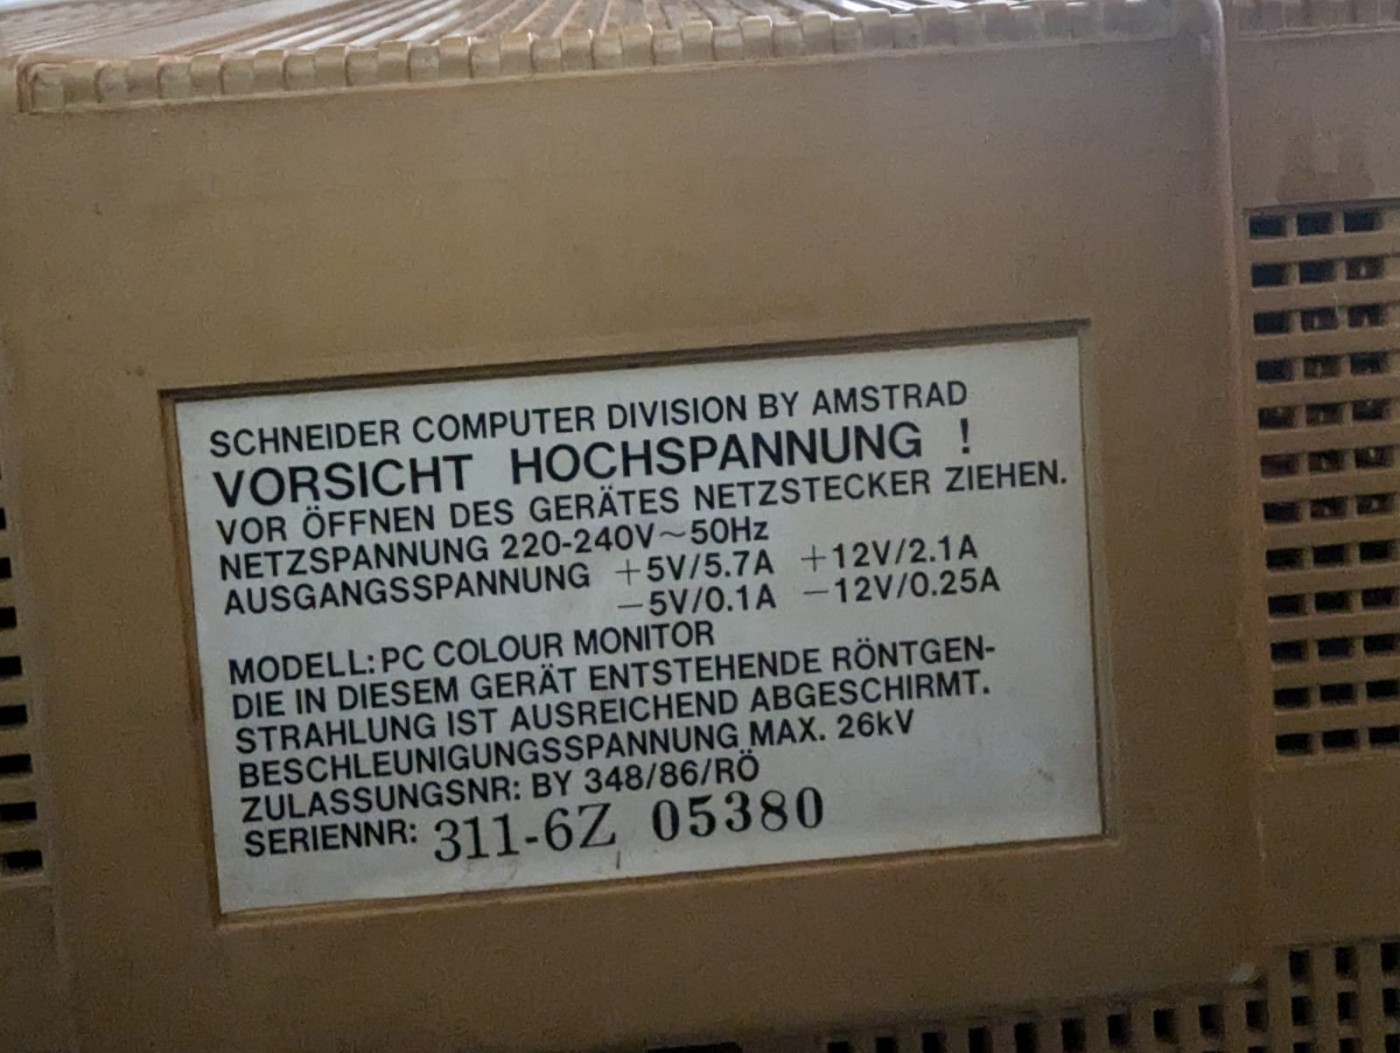 SCHNEIDER COMPUTER DIVISION BY AMSTRAD
VORSICHT HOCHSPANNUNG !
VOR ÖFFNEN DES GERÄTES NETZSTECKER ZIEHEN.
NETZSPANNUNG 220-240V~50Hz
AUSGANGSSPANNUNG +5V/5.7A +12V/2.1A
−5V/0.1A −12V/0.25A
MODELL: PC COLOUR MONITOR
DIE IN DIESEM GERÄT ENTSTEHENDE RÖNTGEN-
STRAHLUNG IST AUSREICHEND ABGESCHIRMT.
BESCHLEUNIGUNGSSPANNUNG MAX. 26kV
ZULASSUNGSNR: BY 348/86/RÖ
SERIENNR: 311-6Z 05380